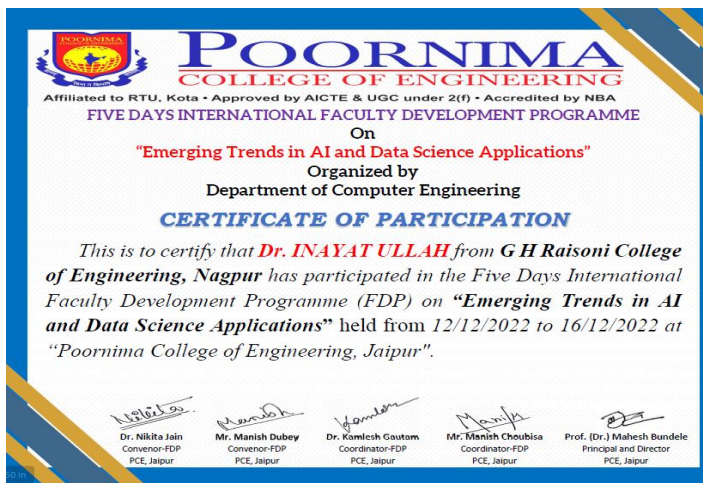 POORNIMA
POORNIMA
COLLEGE OF ENGINEERING
Affiliated to RTU, Kota • Approved by AICTE & UGC under 2(f) • Accredited by NBA
FIVE DAYS INTERNATIONAL FACULTY DEVELOPMENT PROGRAMME
On
“Emerging Trends in AI and Data Science Applications”
Organized by
Department of Computer Engineering
CERTIFICATE OF PARTICIPATION
This is to certify that Dr. INAYAT ULLAH from G H Raisoni College
of Engineering, Nagpur has participated in the Five Days International
Faculty Development Programme (FDP) on “Emerging Trends in AI
and Data Science Applications” held from 12/12/2022 to 16/12/2022 at
“Poornima College of Engineering, Jaipur".
Nikita Manish Kamlesh Manish
Dr. Nikita Jain Mr. Manish Dubey Dr. Kamlesh Gautam Mr. Manish Choubisa Prof. (Dr.) Mahesh Bundele
Convenor-FDP Convenor-FDP Coordinator-FDP Coordinator-FDP Principal and Director
PCE, Jaipur PCE, Jaipur PCE, Jaipur PCE, Jaipur PCE, Jaipur